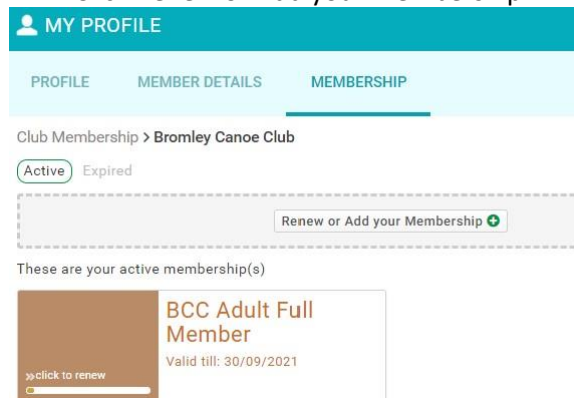 MY PROFILE
PROFILE MEMBER DETAILS MEMBERSHIP
Club Membership > Bromley Canoe Club
Active Expired
Renew or Add your Membership
These are your active membership(s)
BCC Adult Full
Member
Valid till: 30/09/2021
»click to renew